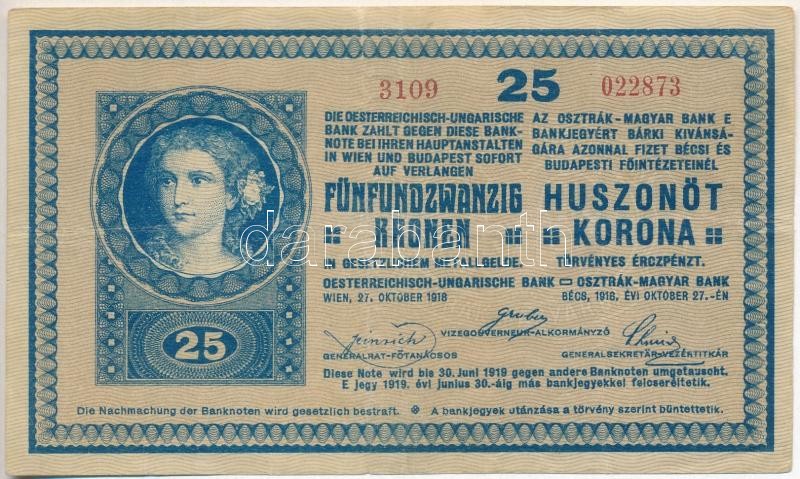 3109 25 022873
DIE OESTERREICHISCH-UNGARISCHE
BANK ZAHLT GEGEN DIESE BANK-
NOTE BEI IHREN HAUPTANSTALTEN
IN WIEN UND BUDAPEST SOFORT
AUF VERLANGEN
FÜNFUNDZWANZIG
KRONEN
IN GESETZLICHEM METALLGELDE.
AZ OSZTRÁK-MAGYAR BANK E
BANKJEGYÉRT BÁRKI KIVÁNSÁ-
GÁRA AZONNAL FIZET BÉCSI ÉS
BUDAPESTI FŐINTÉZETEINÉL
HUSZONÖT
KORONA
TÖRVÉNYES ÉRCZPÉNZT.
OESTERREICHISCH-UNGARISCHE BANK OSZTRÁK-MAGYAR BANK
WIEN, 27. OKTOBER 1918 BÉCS, 1918, ÉVI OKTOBER 27.-ÉN
VIZEGOUVERNEUR-ALKORMÁNYZÓ
GENERALRAT-FŐTANÁCSOS GENERALSEKRETÄR-VEZÉRTITKÁR
Diese Note wird bis 30. Juni 1919 gegen andere Banknoten umgetauscht.
E jegy 1919. évi junius 30.-áig más bankjegyekkel felcseréltetik.
25
Die Nachmachung der Banknoten wird gesetzlich bestraft. ※ A bankjegyek utánzása a törvény szerint büntettetik.
darabanth